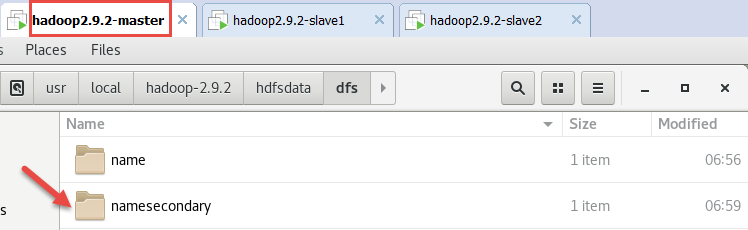 hadoop2.9.2-master hadoop2.9.2-slave1 hadoop2.9.2-slave2
Places Files
usr local hadoop-2.9.2 hdfsdata dfs
Name Size Modified
name 1 item 06:56
namesecondary 1 item 06:59
s